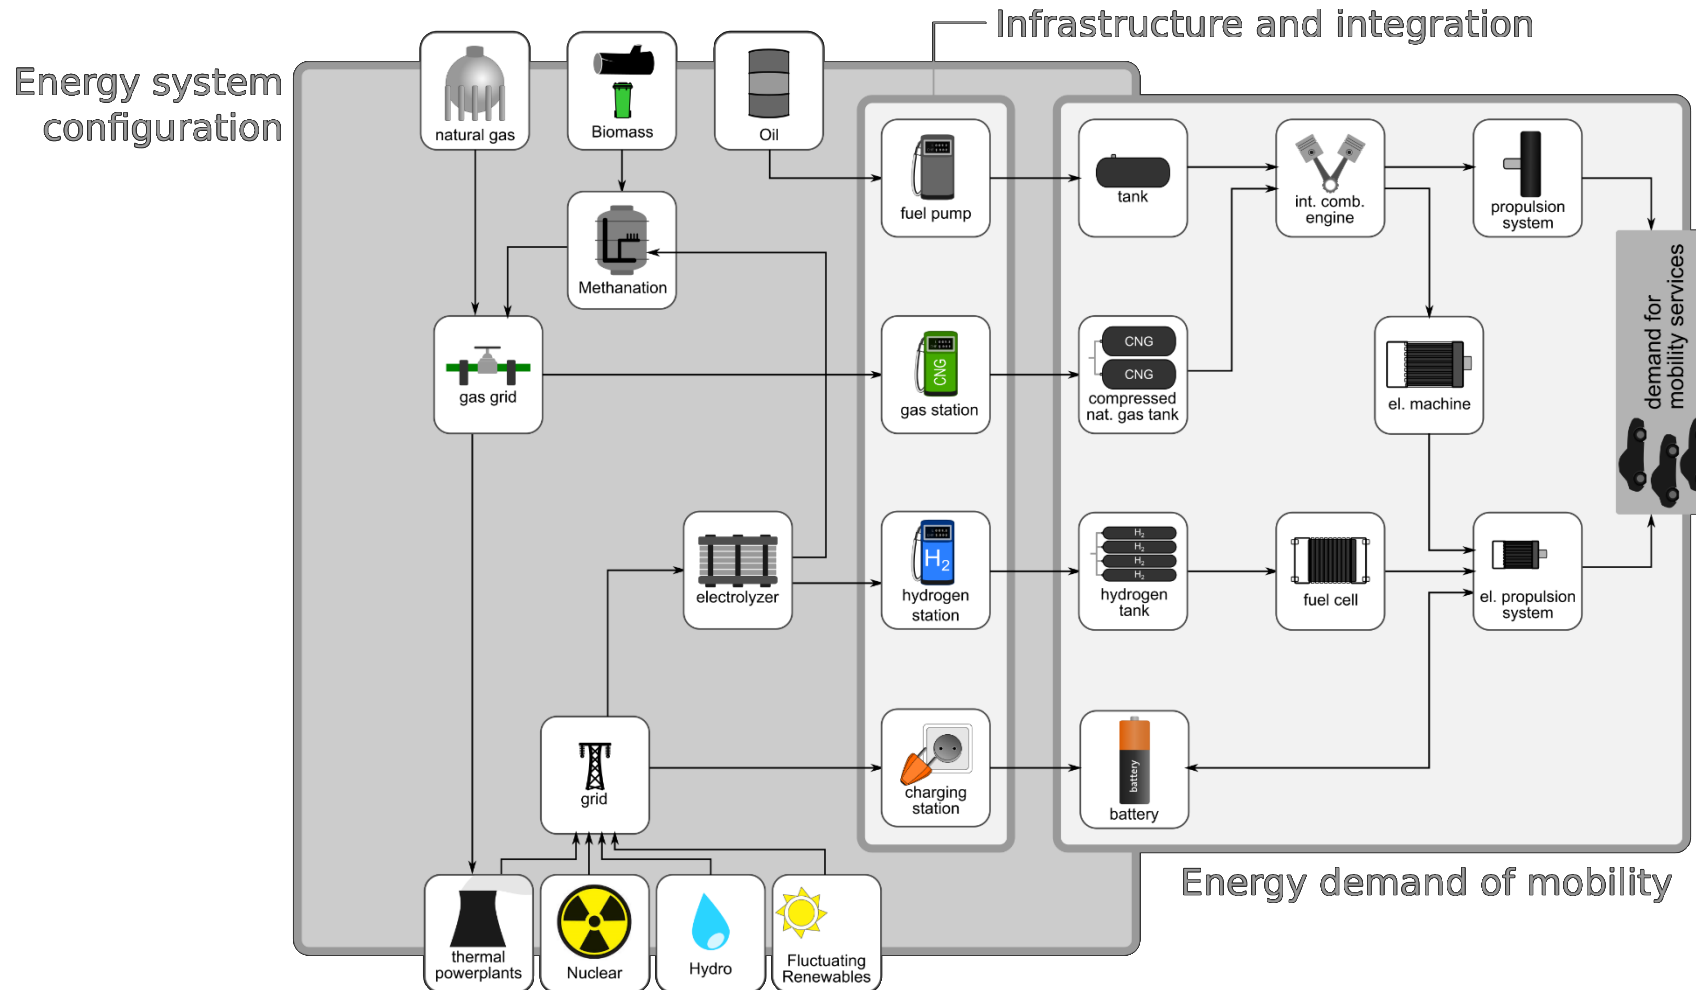 Infrastructure and integration
Energy system
configuration
natural gas
Biomass
Oil
fuel pump
tank
int. comb.
engine
propulsion
system
Methanation
demand for
mobility services
gas grid
CNG
gas station
CNG
CNG
compressed
nat. gas tank
el. machine
electrolyzer
H2
hydrogen
station
H2
H2
H2
H2
hydrogen
tank
fuel cell
el. propulsion
system
grid
charging
station
battery
battery
Energy demand of mobility
thermal
powerplants
Nuclear
Hydro
Fluctuating
Renewables